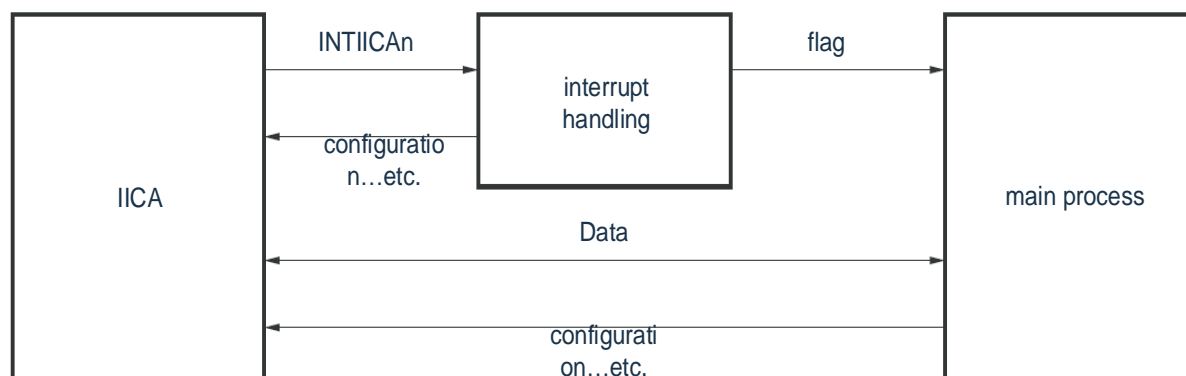 INTIICAn
flag
interrupt
handling
configuratio
n…etc.
IICA
main process
Data
configurati
on…etc.